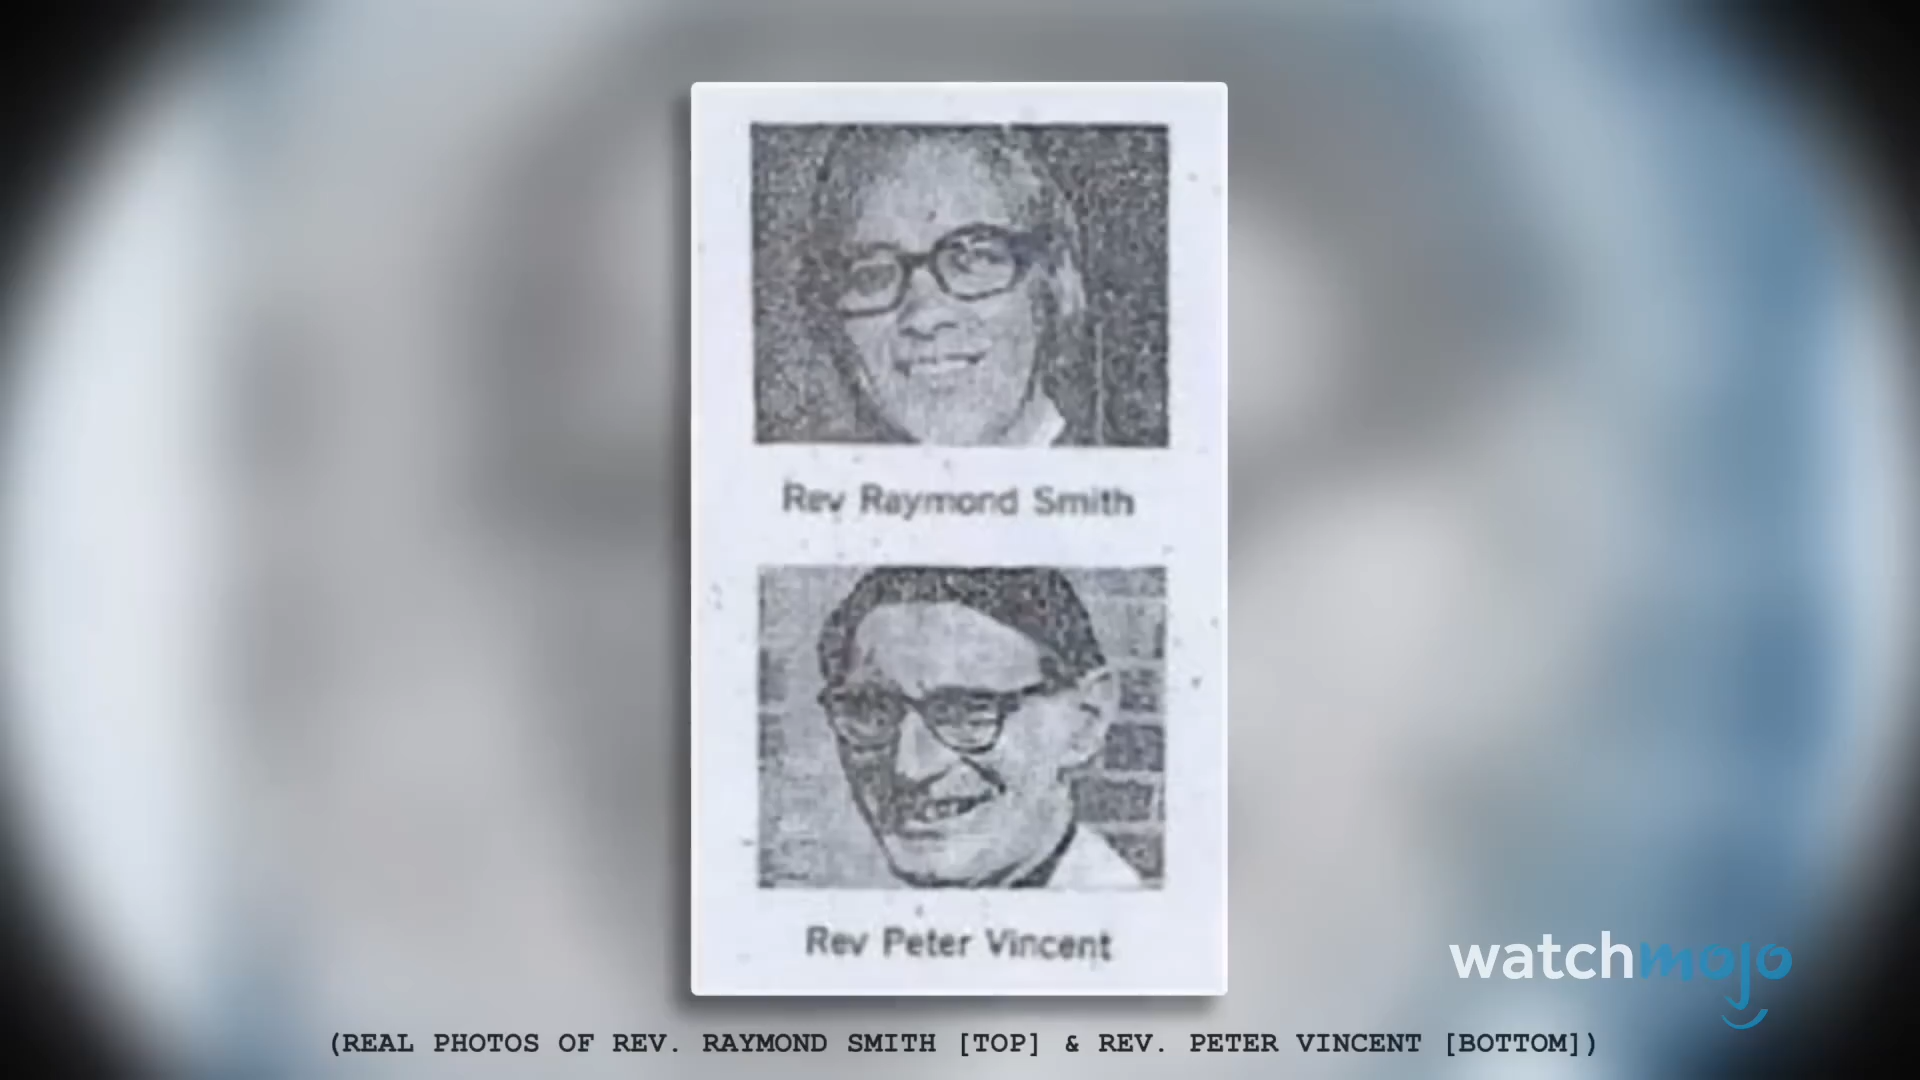 Rev Raymond Smith
Rev Peter Vincent
watchmojo
(REAL PHOTOS OF REV. RAYMOND SMITH [TOP] & REV. PETER VINCENT [BOTTOM])